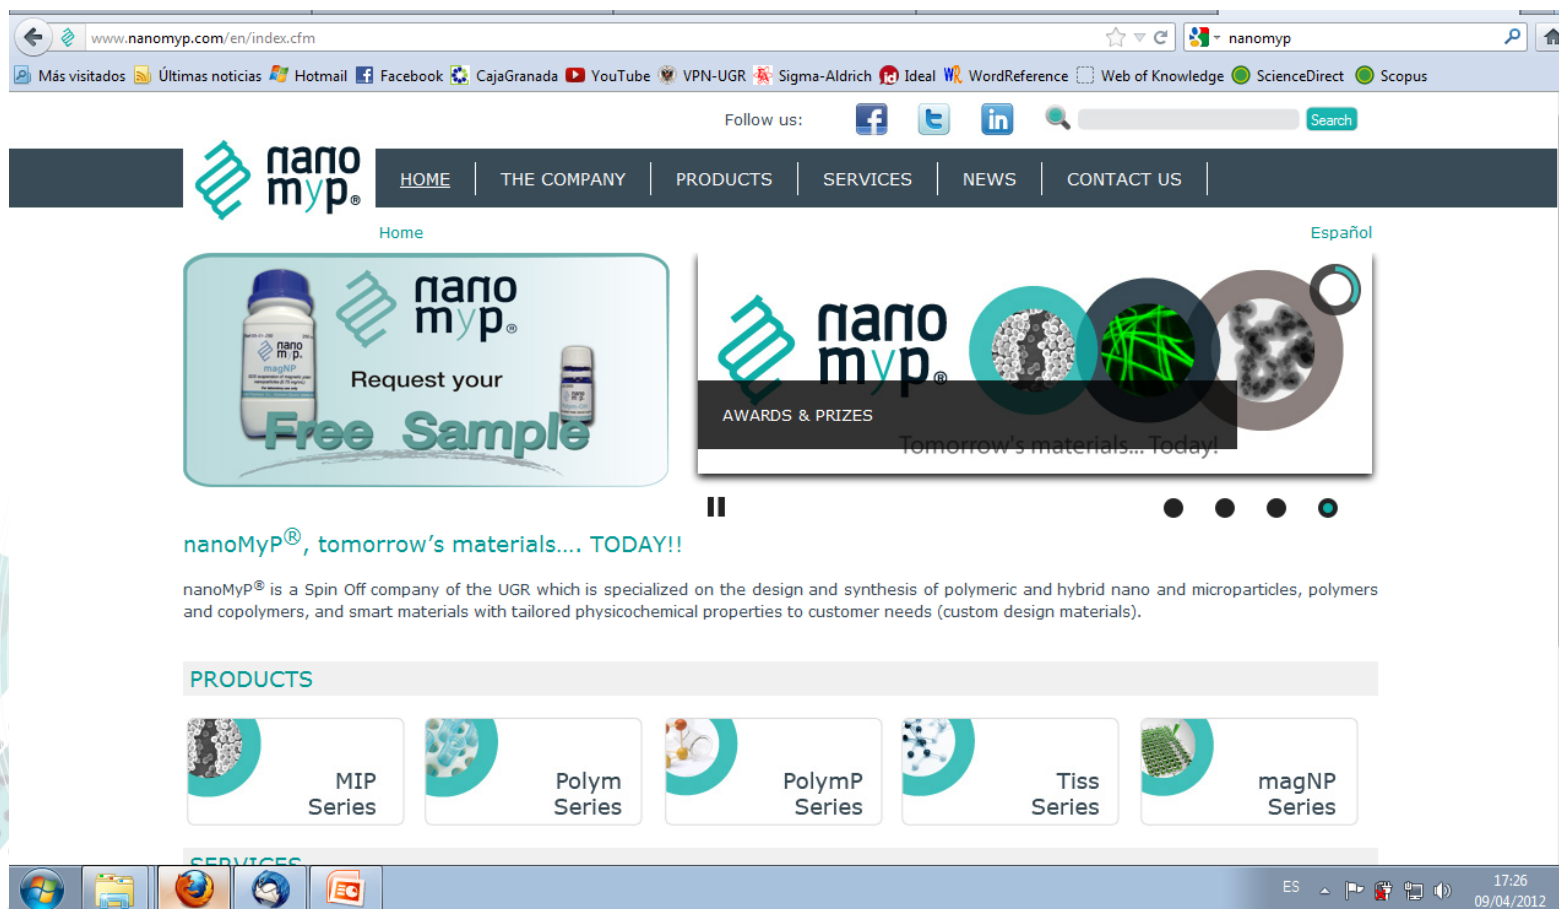 www.nanomyp.com/en/index.cfm
nanomyp
Más visitados Últimas noticias Hotmail Facebook CajaGranada YouTube VPN-UGR Sigma-Aldrich Ideal WordReference Web of Knowledge ScienceDirect Scopus
Follow us:
Search
nano
myp®
HOME THE COMPANY PRODUCTS SERVICES NEWS CONTACT US
Home
Español
nano
myp®
nano
myp.
magNP
Request your
Free Sample
nano
myp®
AWARDS & PRIZES
Tomorrow's materials... Today!
nanoMyP®, tomorrow's materials.... TODAY!!
nanoMyP® is a Spin Off company of the UGR which is specialized on the design and synthesis of polymeric and hybrid nano and microparticles, polymers
and copolymers, and smart materials with tailored physicochemical properties to customer needs (custom design materials).
PRODUCTS
MIP
Series
Polym
Series
PolymP
Series
Tiss
Series
magNP
Series
SERVICES
ES
17:26
09/04/2012